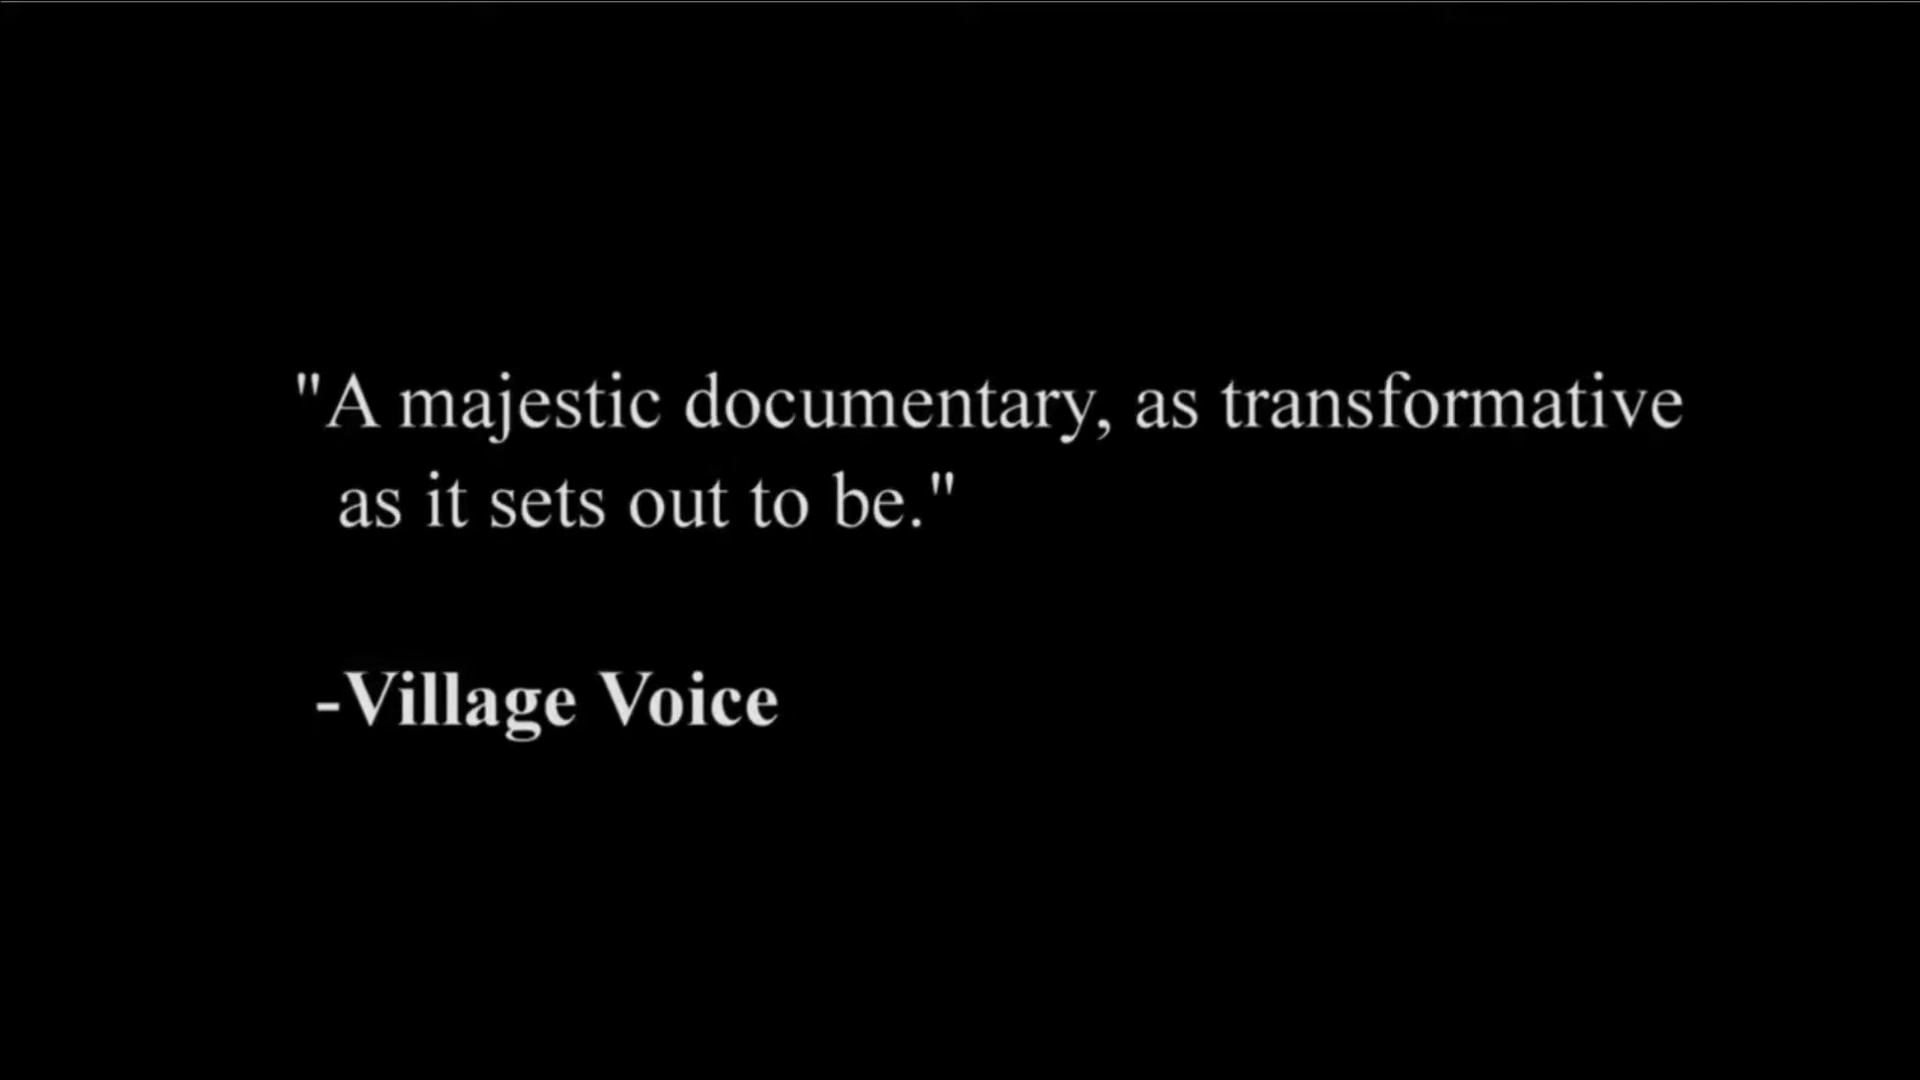 "A majestic documentary, as transformative
as it sets out to be."
-Village Voice